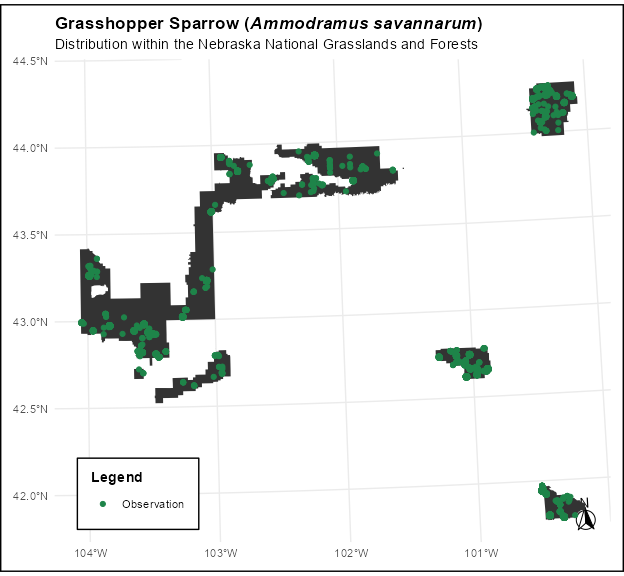 Grasshopper Sparrow (Ammodramus savannarum)
Distribution within the Nebraska National Grasslands and Forests
44.5°N
44.0°N
43.5°N
43.0°N
42.5°N
42.0°N
Legend
Observation
N
104°W 103°W 102°W 101°W